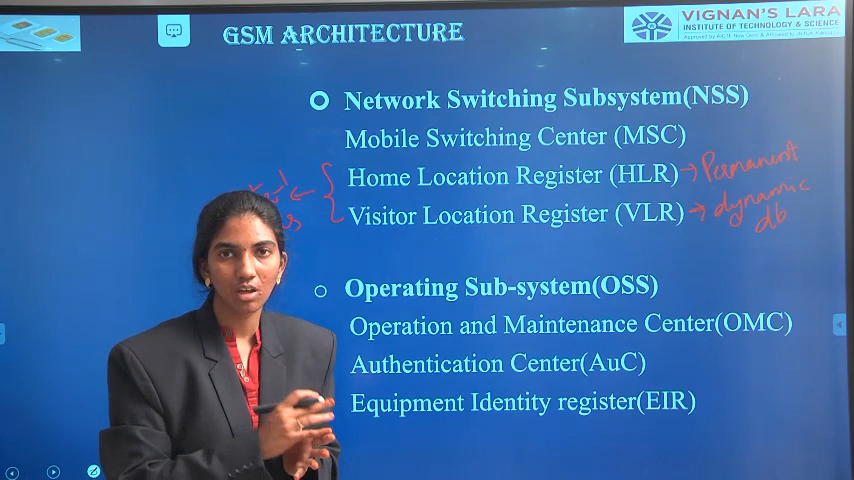 GSM ARCHITECTURE
VIGNAN'S LARA
INSTITUTE OF TECHNOLOGY & SCIENCE
Network Switching Subsystem(NSS)
Mobile Switching Center (MSC)
Home Location Register (HLR) → Permanent
Visitor Location Register (VLR) → dynamic
db
Operating Sub-system(OSS)
Operation and Maintenance Center(OMC)
Authentication Center(AuC)
Equipment Identity register(EIR)